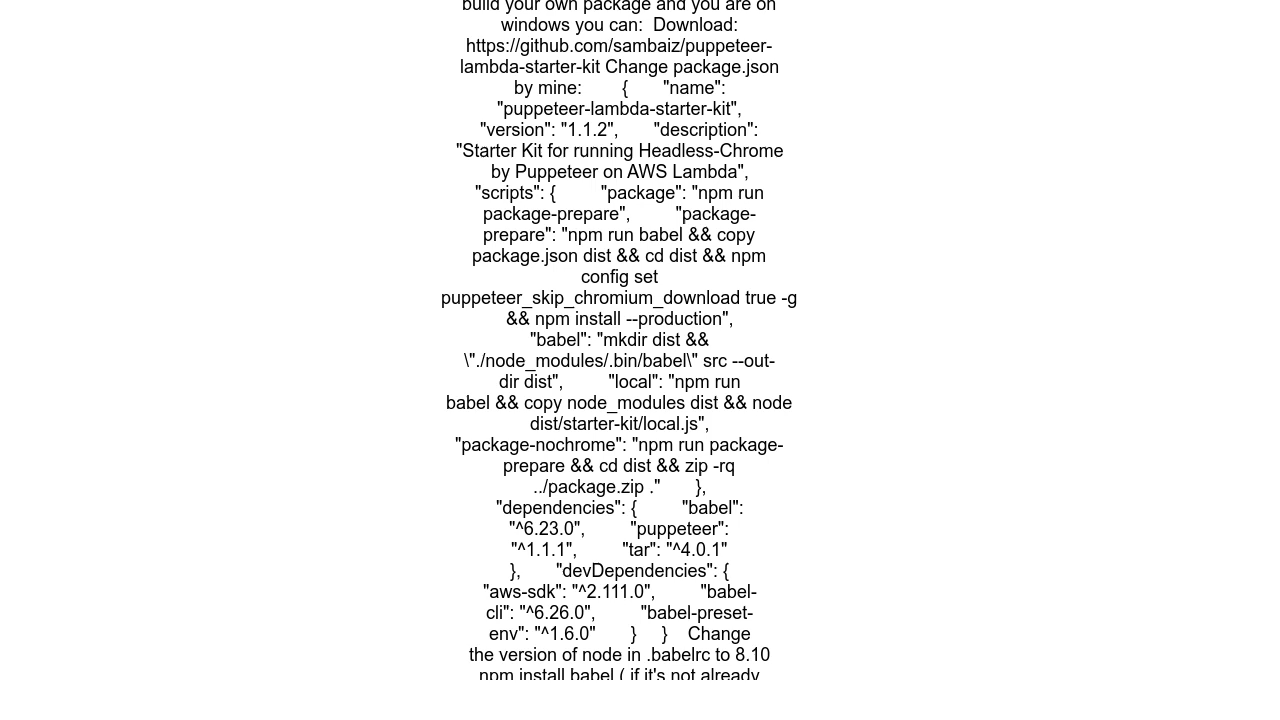 build your own package and you are on
windows you can:  Download:
https://github.com/sambaiz/puppeteer-
lambda-starter-kit Change package.json
by mine:        {       "name":
"puppeteer-lambda-starter-kit",
"version": "1.1.2",       "description":
"Starter Kit for running Headless-Chrome
by Puppeteer on AWS Lambda",
"scripts": {         "package": "npm run
package-prepare",         "package-
prepare": "npm run babel && copy
package.json dist && cd dist && npm
config set
puppeteer_skip_chromium_download true -g
&& npm install --production",
"babel": "mkdir dist &&
\"./node_modules/.bin/babel\" src --out-
dir dist",         "local": "npm run
babel && copy node_modules dist && node
dist/starter-kit/local.js",
"package-nochrome": "npm run package-
prepare && cd dist && zip -rq
../package.zip ."       },
"dependencies": {         "babel":
"^6.23.0",         "puppeteer":
"^1.1.1",         "tar": "^4.0.1"
},       "devDependencies": {
"aws-sdk": "^2.111.0",         "babel-
cli": "^6.26.0",         "babel-preset-
env": "^1.6.0"       }     }    Change
the version of node in .babelrc to 8.10
npm install babel ( if it's not already